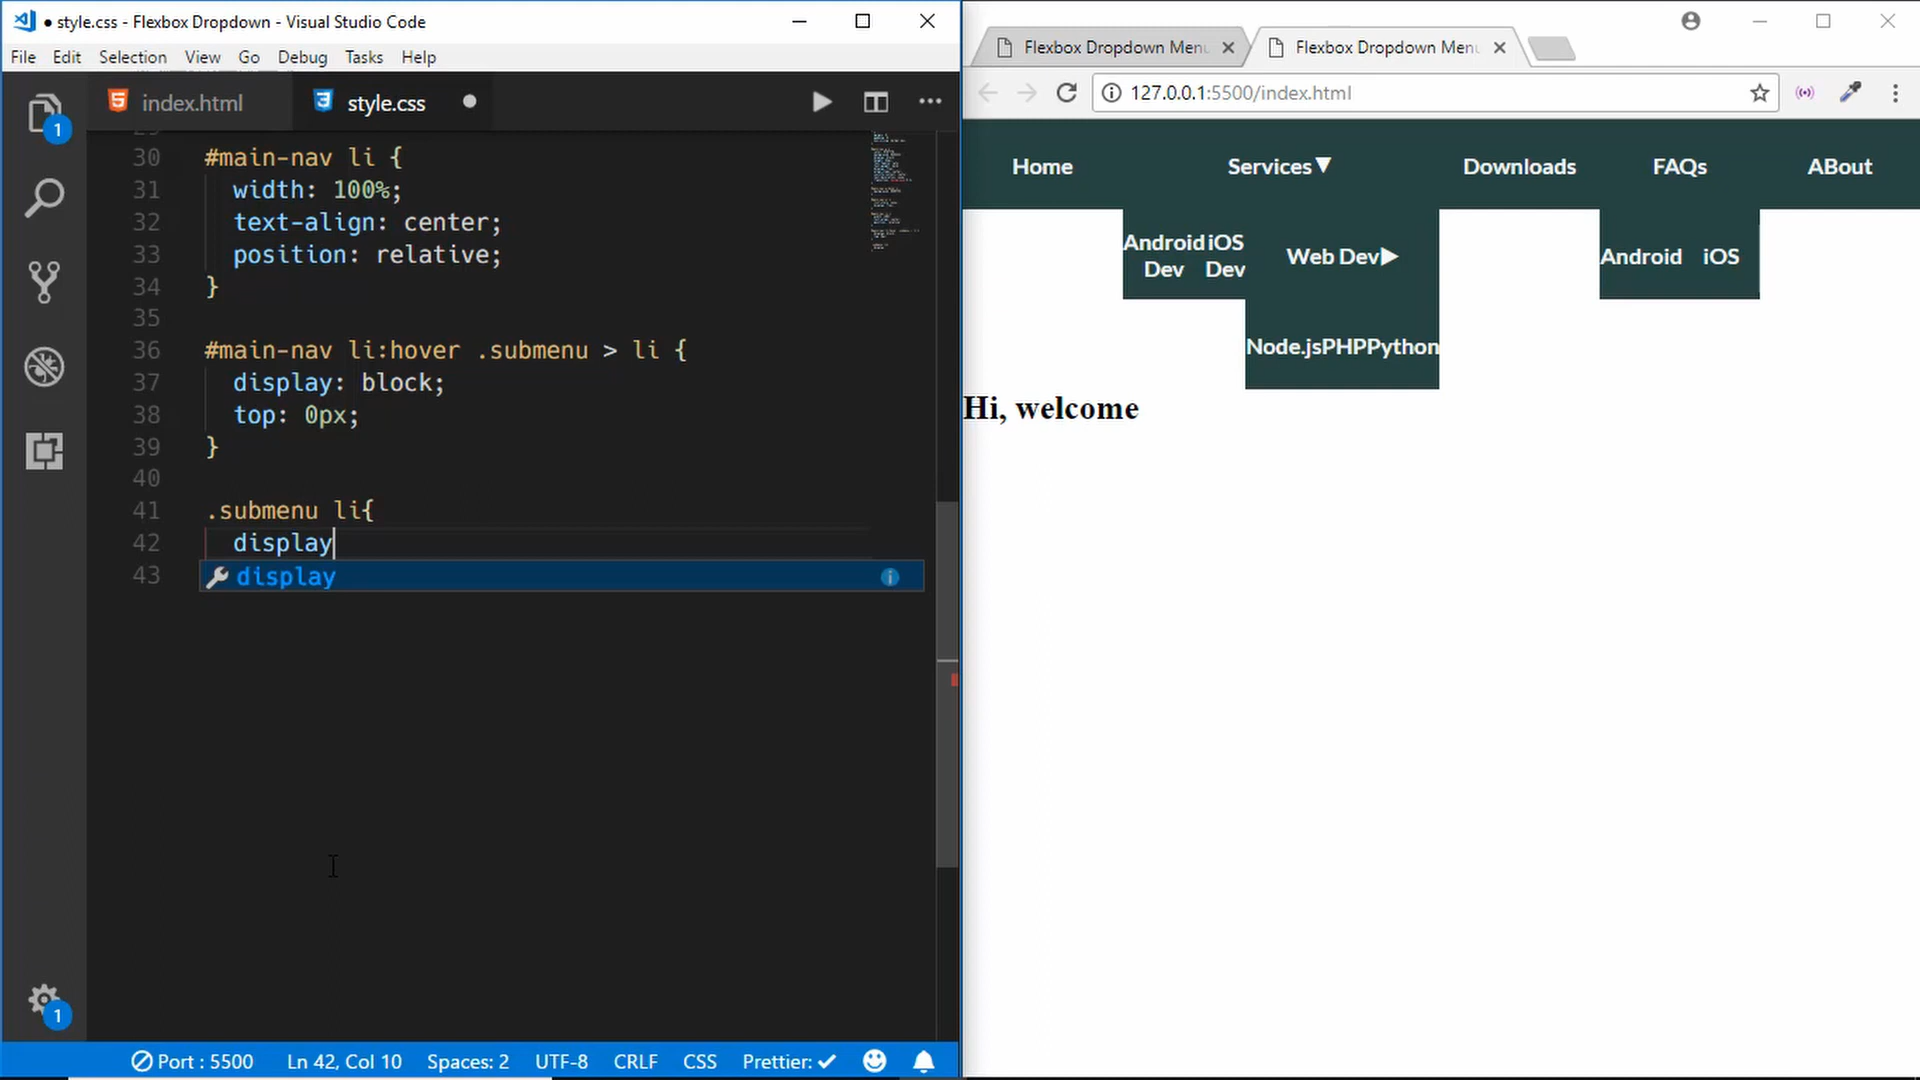 ● style.css - Flexbox Dropdown - Visual Studio Code
File Edit Selection View Go Debug Tasks Help
index.html style.css
30 #main-nav li {
31 width: 100%;
32 text-align: center;
33 position: relative;
34 }
35
36 #main-nav li:hover .submenu > li {
37 display: block;
38 top: 0px;
39 }
40
41 .submenu li{
42 display
43 display
1
1
Port : 5500 Ln 42, Col 10 Spaces: 2 UTF-8 CRLF CSS Prettier: ✓
Flexbox Dropdown Menu Flexbox Dropdown Menu
127.0.0.1:5500/index.html
Home Services▼ Downloads FAQs ABout
Android Dev iOS Dev Web Dev▶ Android iOS
Node.jsPHPPython
Hi, welcome